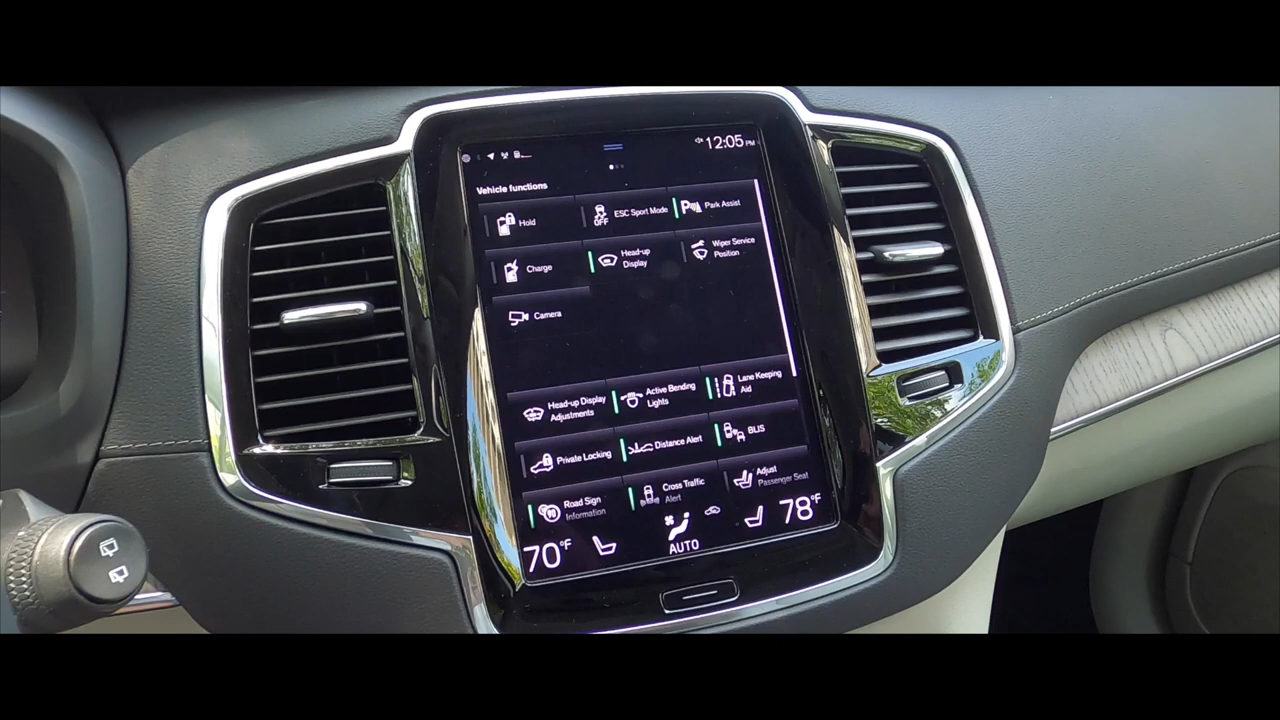 12:05 PM
Vehicle functions
Hold
OFF
ESC Sport Mode
Park Assist
Charge
Head-up
Display
Wiper Service
Position
Camera
Head-up Display
Adjustments
Active Bending
Lights
Lane Keeping
Aid
Private Locking
Distance Alert
BLIS
90
Road Sign
Information
Cross Traffic
Alert
Adjust
Passenger Seat
70°F
AUTO
78°F